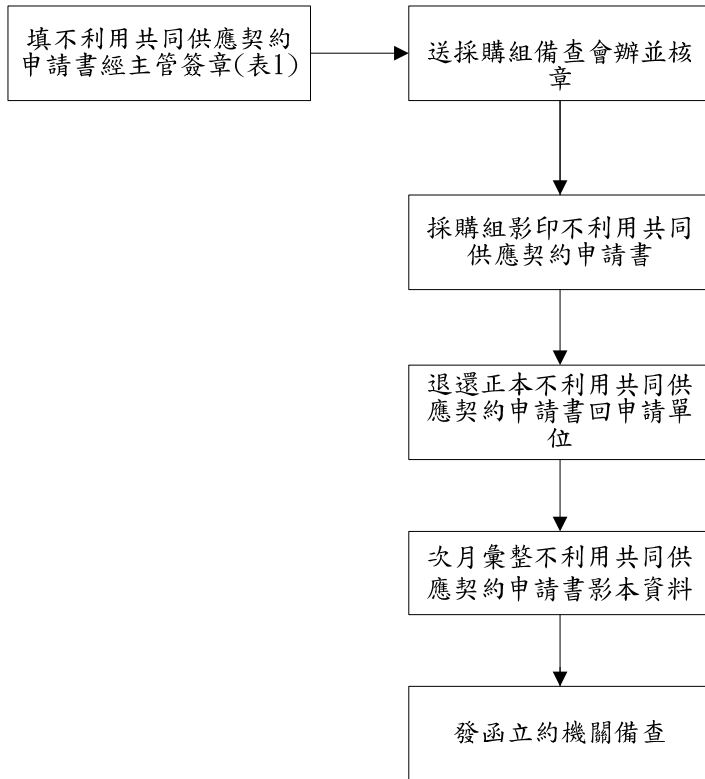 填不利用共同供應契約
申請書經主管簽章(表1)
送採購組備查會辦並核
章
採購組影印不利用共同
供應契約申請書
退還正本不利用共同供
應契約申請書回申請單
位
次月彙整不利用共同供
應契約申請書影本資料
發函立約機關備查